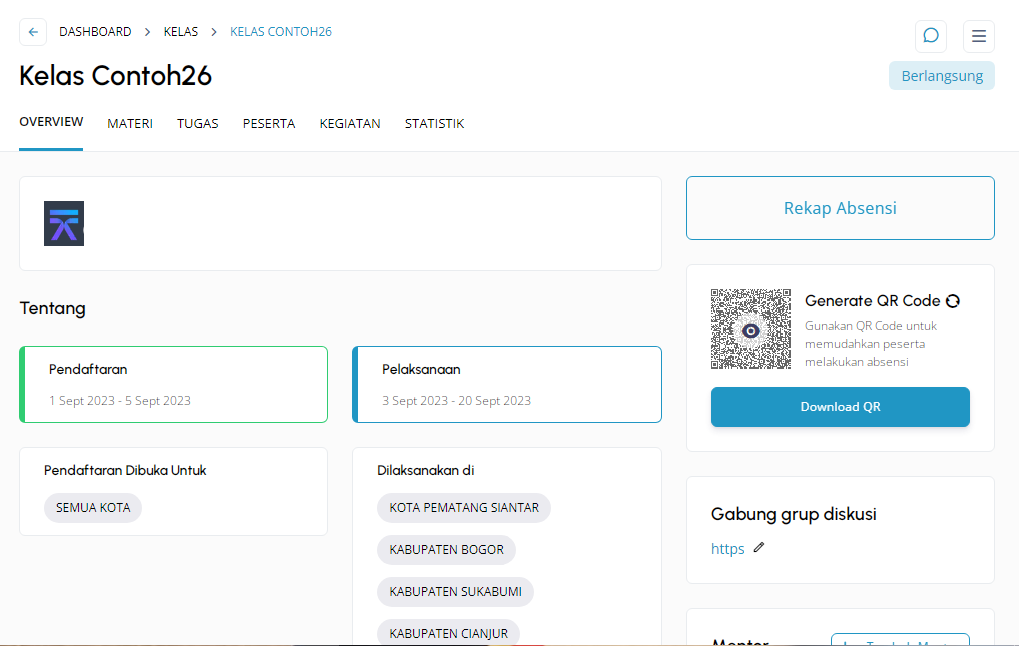 DASHBOARD > KELAS > KELAS CONTOH26
Kelas Contoh26
Berlangsung
OVERVIEW MATERI TUGAS PESERTA KEGIATAN STATISTIK
Rekap Absensi
Tentang
Pendaftaran
1 Sept 2023 - 5 Sept 2023
Pelaksanaan
3 Sept 2023 - 20 Sept 2023
Pendaftaran Dibuka Untuk
SEMUA KOTA
Dilaksanakan di
KOTA PEMATANG SIANTAR
KABUPATEN BOGOR
KABUPATEN SUKABUMI
KABUPATEN CIANJUR
Generate QR Code
Gunakan QR Code untuk
memudahkan peserta
melakukan absensi
Download QR
Gabung grup diskusi
https
Mentor